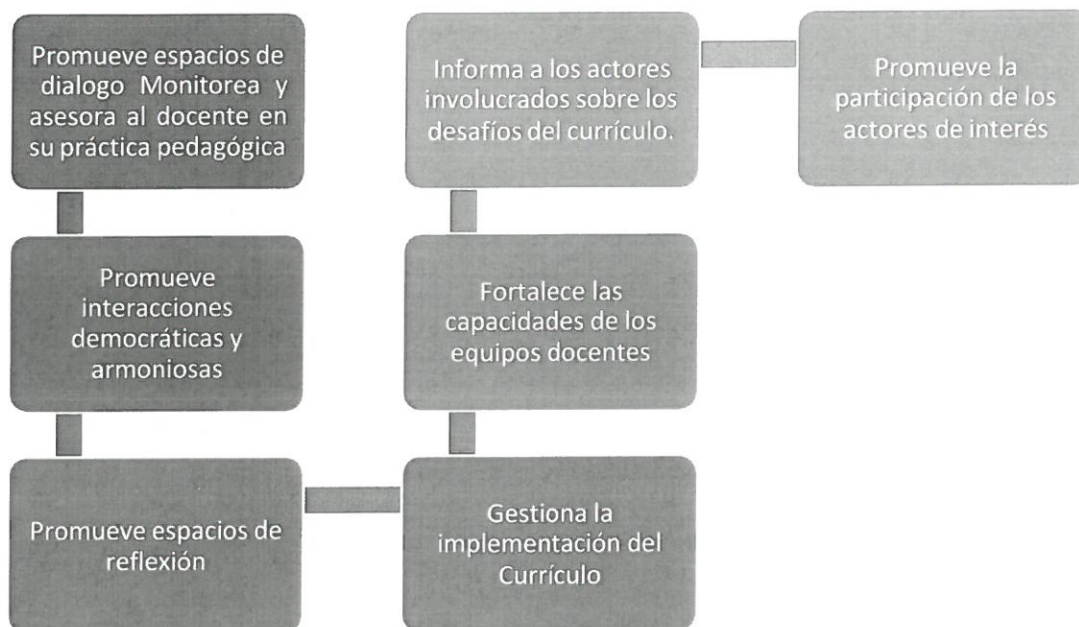 Promueve espacios de
dialogo Monitorea y
asesora al docente en
su práctica pedagógica
Promueve
interacciones
democráticas y
armoniosas
Promueve espacios de
reflexión
Gestiona la
implementación del
Currículo
Fortalece las
capacidades de los
equipos docentes
Informa a los actores
involucrados sobre los
desafíos del currículo.
Promueve la
participación de los
actores de interés